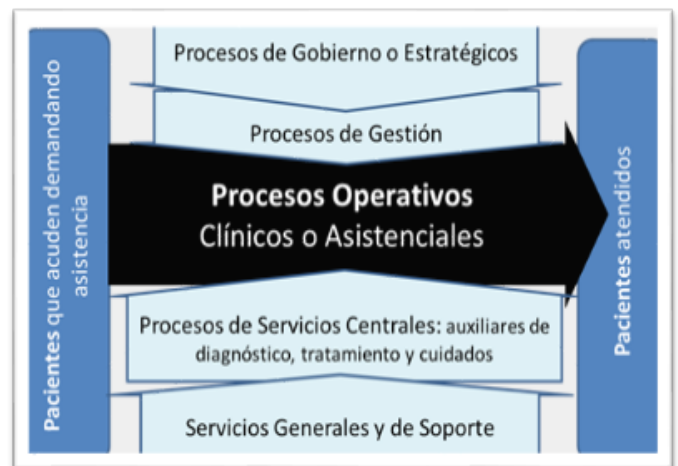 Pacientes que acuden demandando
asistencia
Procesos de Gobierno o Estratégicos
Procesos de Gestión
Procesos Operativos
Clínicos o Asistenciales
Procesos de Servicios Centrales: auxiliares de
diagnóstico, tratamiento y cuidados
Servicios Generales y de Soporte
Pacientes atendidos